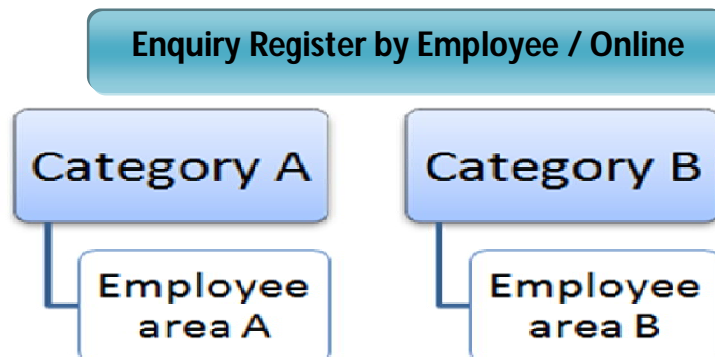 Enquiry Register by Employee / Online
Category A
Category B
Employee
area A
Employee
area B